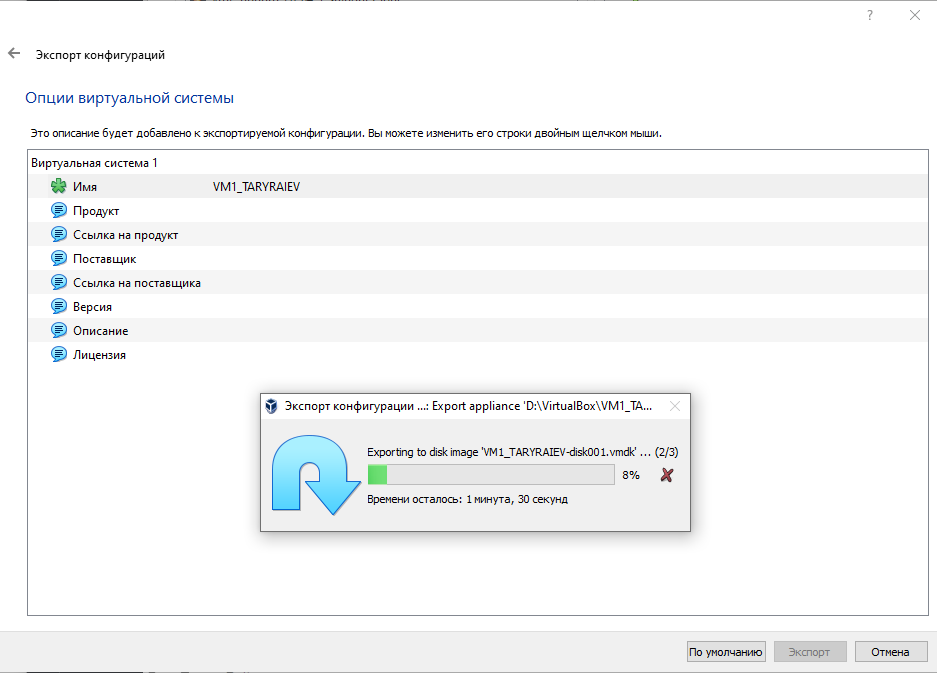 ?
Экспорт конфигураций
Опции виртуальной системы
Это описание будет добавлено к экспортируемой конфигурации. Вы можете изменить его строки двойным щелчком мыши.
Виртуальная система 1
Имя VM1_TARYRAIEV
Продукт
Ссылка на продукт
Поставщик
Ссылка на поставщика
Версия
Описание
Лицензия
Экспорт конфигурации ...: Export appliance 'D:\VirtualBox\VM1_TA...
Exporting to disk image 'VM1_TARYRAIEV-disk001.vmdk' ... (2/3)
8%
Времени осталось: 1 минута, 30 секунд
По умолчанию Экспорт Отмена